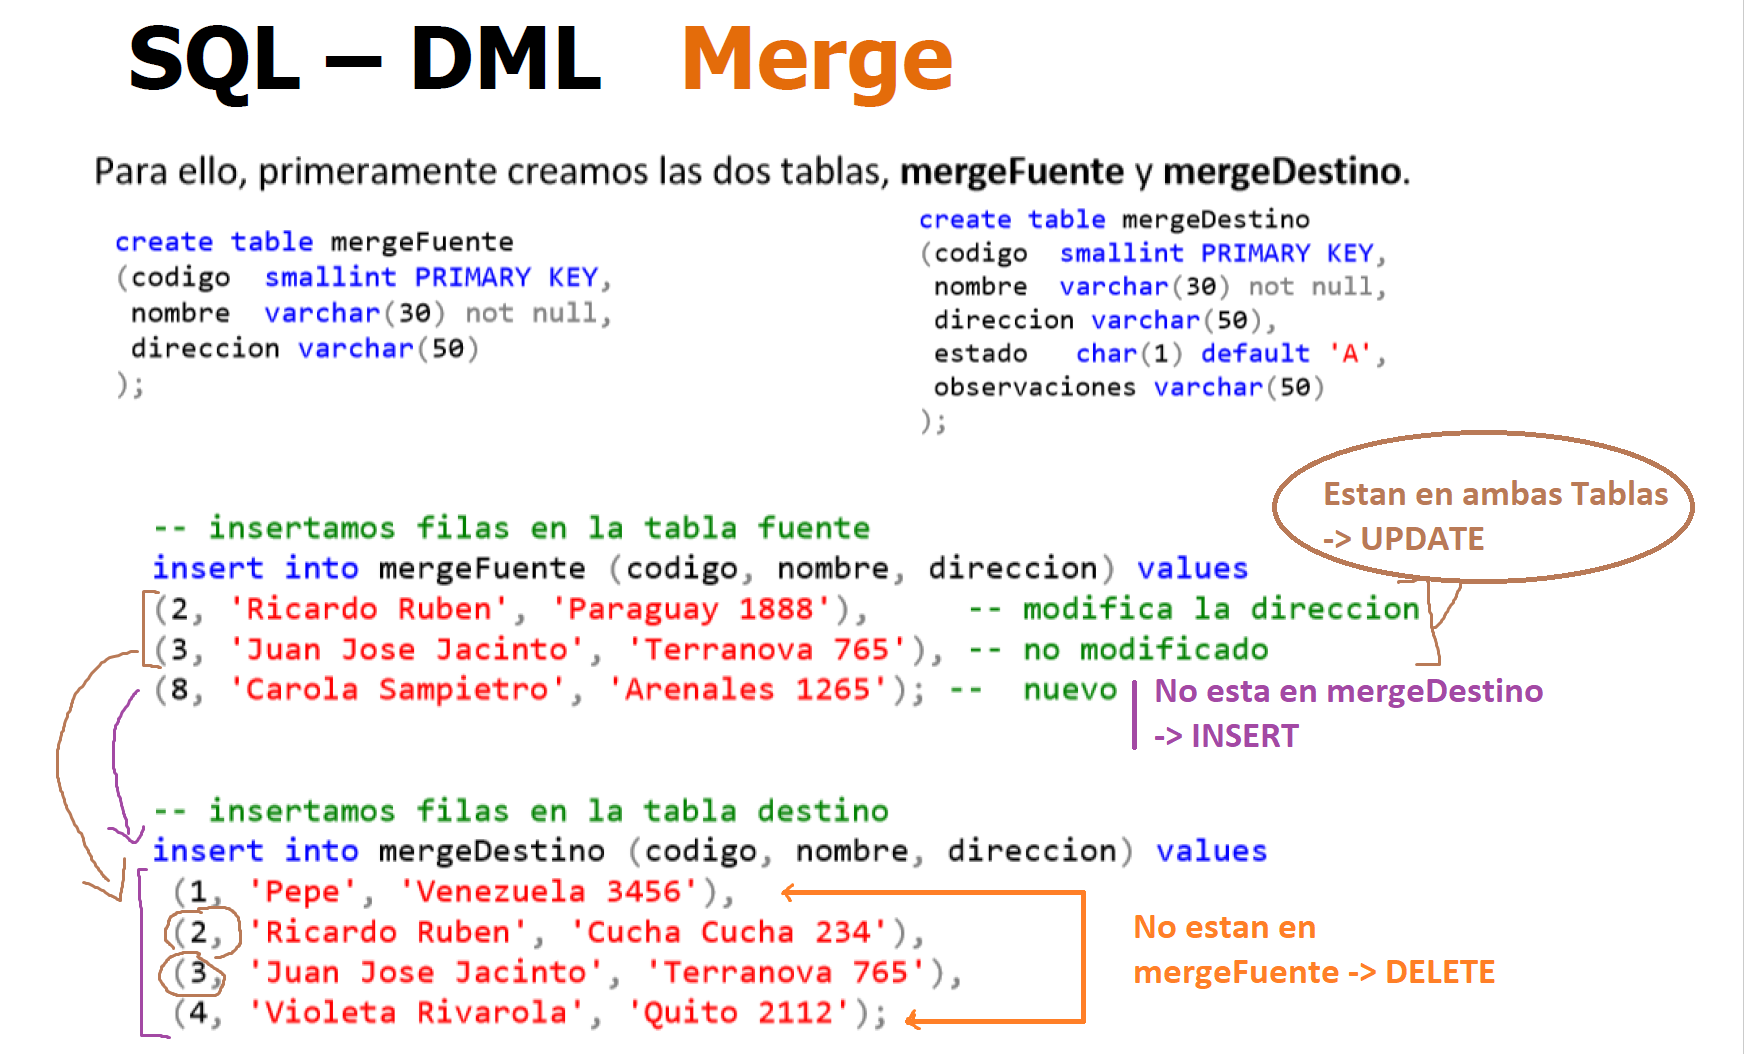 SQL – DML Merge
Para ello, primeramente creamos las dos tablas, mergeFuente y mergeDestino.
create table mergeFuente
(codigo smallint PRIMARY KEY,
nombre varchar(30) not null,
direccion varchar(50)
);
create table mergeDestino
(codigo smallint PRIMARY KEY,
nombre varchar(30) not null,
direccion varchar(50),
estado char(1) default 'A',
observaciones varchar(50)
);
Estan en ambas Tablas
-> UPDATE
-- insertamos filas en la tabla fuente
insert into mergeFuente (codigo, nombre, direccion) values
(2, 'Ricardo Ruben', 'Paraguay 1888'), -- modifica la direccion
(3, 'Juan Jose Jacinto', 'Terranova 765'), -- no modificado
(8, 'Carola Sampietro', 'Arenales 1265'); -- nuevo
No esta en mergeDestino
-> INSERT
-- insertamos filas en la tabla destino
insert into mergeDestino (codigo, nombre, direccion) values
(1, 'Pepe', 'Venezuela 3456'),
(2, 'Ricardo Ruben', 'Cucha Cucha 234'),
(3, 'Juan Jose Jacinto', 'Terranova 765'),
(4, 'Violeta Rivarola', 'Quito 2112');
No estan en
mergeFuente -> DELETE